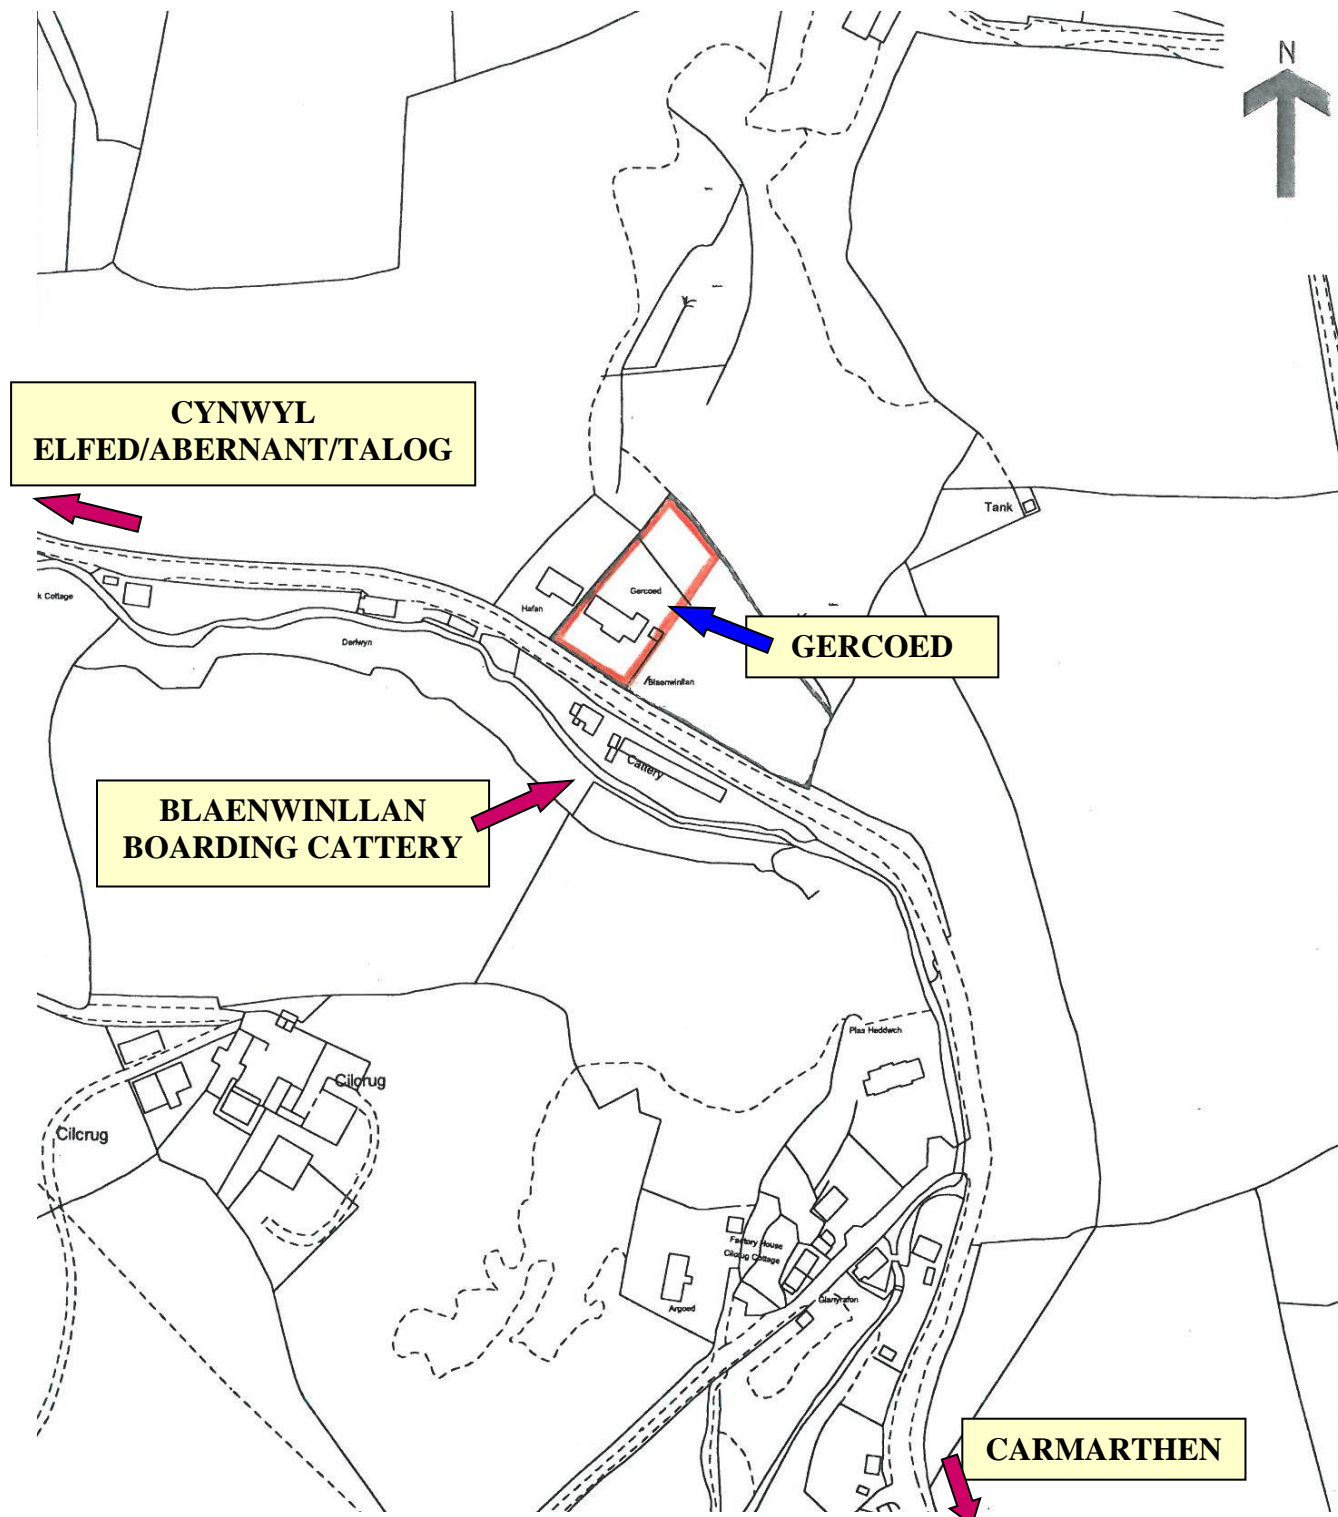 N
CYNWYL
ELFED/ABERNANT/TALOG
Tank
k Cottage
Gercoed
Hafan
Derlwyn
GERCOED
Blaenwinllan
Cattery
BLAENWINLLAN
BOARDING CATTERY
Plas Heddwch
Cilcrug
Cilcrug
Factory House
Cilcrug Cottage
Glanyrafon
Argoed
CARMARTHEN